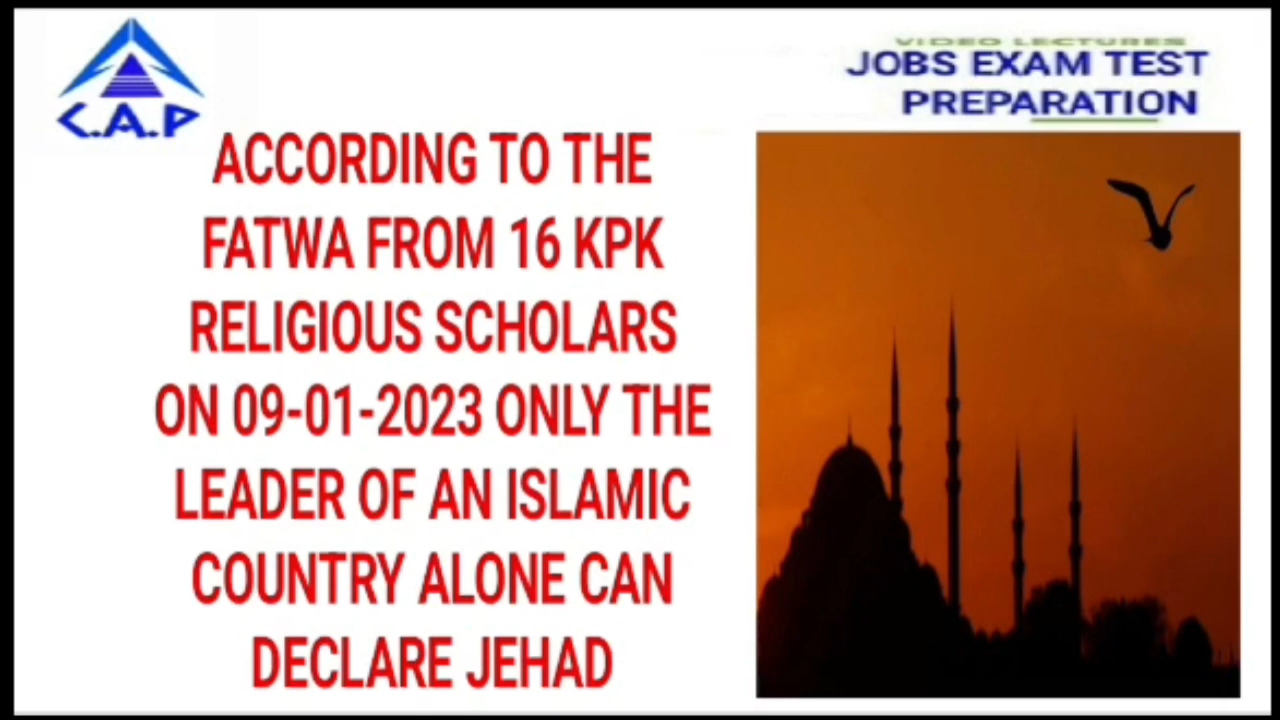 C.A.P
VIDEO LECTURES
JOBS EXAM TEST
PREPARATION
ACCORDING TO THE
FATWA FROM 16 KPK
RELIGIOUS SCHOLARS
ON 09-01-2023 ONLY THE
LEADER OF AN ISLAMIC
COUNTRY ALONE CAN
DECLARE JEHAD